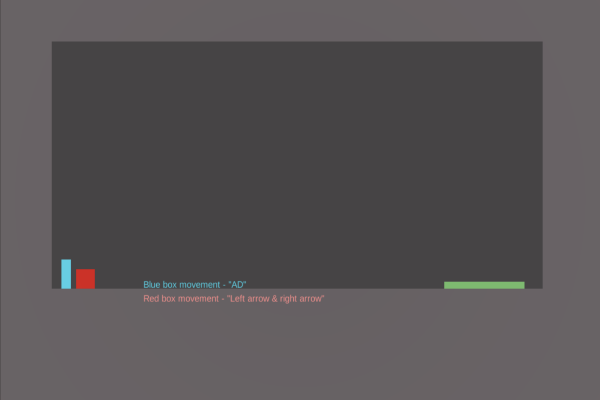 Blue box movement - "AD"
Red box movement - "Left arrow & right arrow"